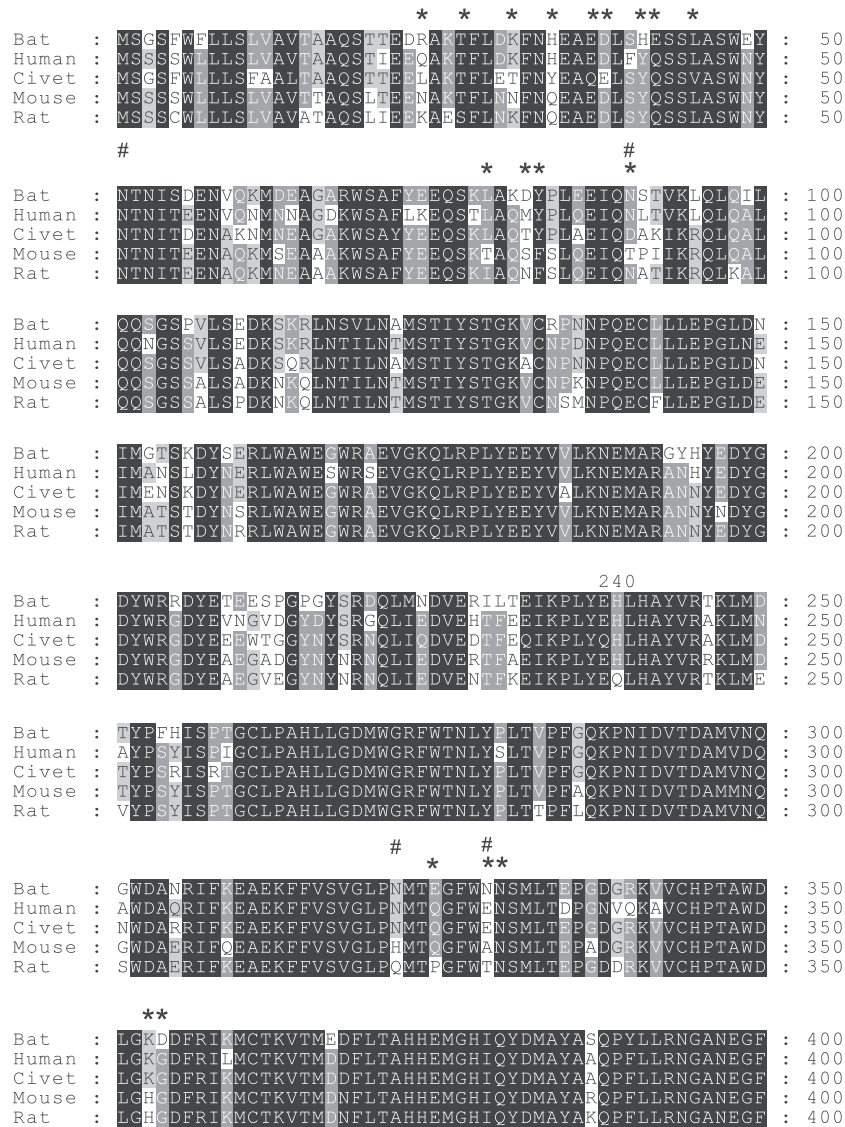 * * * * ** ** *
Bat : MSGSFWFLLSLVAVTAAQSTTEDRAKTFLDKFNHEAEDLSHESSLASWEY : 50
Human : MSSSSWLLLSLVAVTAAQSTIEEQAKTFLDKFNHEAEDLFYQSSLASWNY : 50
Civet : MSGSFWLLLSFAALTAAQSTTEELAKTFLETFNYEAQELSYQSSVASWNY : 50
Mouse : MSSSSWLLLSLVAVTTAQSLTEENAKTFLNNFNQEAEDLSYQSSLASWNY : 50
Rat : MSSSCWLLLSLVAVATAQSLIEEKAESFLNKFNQEAEDLSYQSSLASWNY : 50
# #
* ** *
Bat : NTNISDENVQKMDEAGARWSAFYEEQSKLAKDYPLEEIQNSTVKLQLQIL : 100
Human : NTNITEENVQNMNNAGDKWSAFLKEQSTLAQMYPLQEIQNLTVKLQLQAL : 100
Civet : NTNITDENAKNMNEAGAKWSAYYEEQSKLAQTYPLAEIQDAKIKRQLQAL : 100
Mouse : NTNITEENAQKMSEAAAKWSAFYEEQSKTAQSFSLQEIQTPIIKRQLQAL : 100
Rat : NTNITEENAQKMNEAAAKWSAFYEEQSKIAQNFSLQEIQNATIKRQLKAL : 100
Bat : QQSGSPVLSEDKSKRLNSVLNAMSTIYSTGKVCRPNNPQECLLLEPGLDN : 150
Human : QQNGSSVLSEDKSKRLNTILNTMSTIYSTGKVCNPDNPQECLLLEPGLNE : 150
Civet : QQSGSSVLSADKSQRLNTILNAMSTIYSTGKACNPNNPQECLLLEPGLDN : 150
Mouse : QQSGSSALSADKNKQLNTILNTMSTIYSTGKVCNPKNPQECLLLEPGLDE : 150
Rat : QQSGSSALSPDKNKQLNTILNTMSTIYSTGKVCNSMNPQECFLLEPGLDE : 150
Bat : IMGTSKDYSERLWAWEGWRAEVGKQLRPLYEEYVVLKNEMARGYHYEDYG : 200
Human : IMANSLDYNERLWAWESWRSEVGKQLRPLYEEYVVLKNEMARANHYEDYG : 200
Civet : IMENSKDYNERLWAWEGWRAEVGKQLRPLYEEYVALKNEMARANNYEDYG : 200
Mouse : IMATSTDYNSRLWAWEGWRAEVGKQLRPLYEEYVVLKNEMARANNYNDYG : 200
Rat : IMATSTDYNRRLWAWEGWRAEVGKQLRPLYEEYVVLKNEMARANNYEDYG : 200
240
Bat : DYWRRDYETEESPGPGYSRDQLMNDVERILTEIKPLYEHLHAYVRTKLMD : 250
Human : DYWRGDYEVNGVDGYDYSRGQLIEDVEHTFEEIKPLYEHLHAYVRAKLMN : 250
Civet : DYWRGDYEEEWTGGYNYSRNQLIQDVEDTFEQIKPLYQHLHAYVRAKLMD : 250
Mouse : DYWRGDYEAEGADGYNYNRNQLIEDVERTFAEIKPLYEHLHAYVRRKLMD : 250
Rat : DYWRGDYEAEGVEGYNYNRNQLIEDVENTFKEIKPLYEQLHAYVRTKLME : 250
Bat : TYPFHISPTGCLPAHLLGDMWGRFWTNLYPLTVPFGQKPNIDVTDAMVNQ : 300
Human : AYPSYISPIGCLPAHLLGDMWGRFWTNLYSLTVPFGQKPNIDVTDAMVDQ : 300
Civet : TYPSRISRTGCLPAHLLGDMWGRFWTNLYPLTVPFGQKPNIDVTDAMVNQ : 300
Mouse : TYPSYISPTGCLPAHLLGDMWGRFWTNLYPLTVPFAQKPNIDVTDAMMNQ : 300
Rat : VYPSYISPTGCLPAHLLGDMWGRFWTNLYPLTTPFLQKPNIDVTDAMVNQ : 300
# #
* **
Bat : GWDANRIFKEAEKFFVSVGLPNMTEGFWNNSMLTEPGDGRKVVCHPTAWD : 350
Human : AWDAQRIFKEAEKFFVSVGLPNMTQGFWENSMLTDPGNVQKAVCHPTAWD : 350
Civet : NWDARRIFKEAEKFFVSVGLPNMTQGFWENSMLTEPGDGRKVVCHPTAWD : 350
Mouse : GWDAERIFQEAEKFFVSVGLPHMTQGFWANSMLTEPADGRKVVCHPTAWD : 350
Rat : SWDAERIFKEAEKFFVSVGLPQMTPGFWTNSMLTEPGDDRKVVCHPTAWD : 350
**
Bat : LGKDDFRIKMCTKVTMEDFLTAHHEMGHIQYDMAYASQPYLLRNGANEGF : 400
Human : LGKGDFRILMCTKVTMDDFLTAHHEMGHIQYDMAYAAQPFLLRNGANEGF : 400
Civet : LGKGDFRIKMCTKVTMDDFLTAHHEMGHIQYDMAYAAQPFLLRNGANEGF : 400
Mouse : LGHGDFRIKMCTKVTMDNFLTAHHEMGHIQYDMAYARQPFLLRNGANEGF : 400
Rat : LGHGDFRIKMCTKVTMDNFLTAHHEMGHIQYDMAYAKQPFLLRNGANEGF : 400